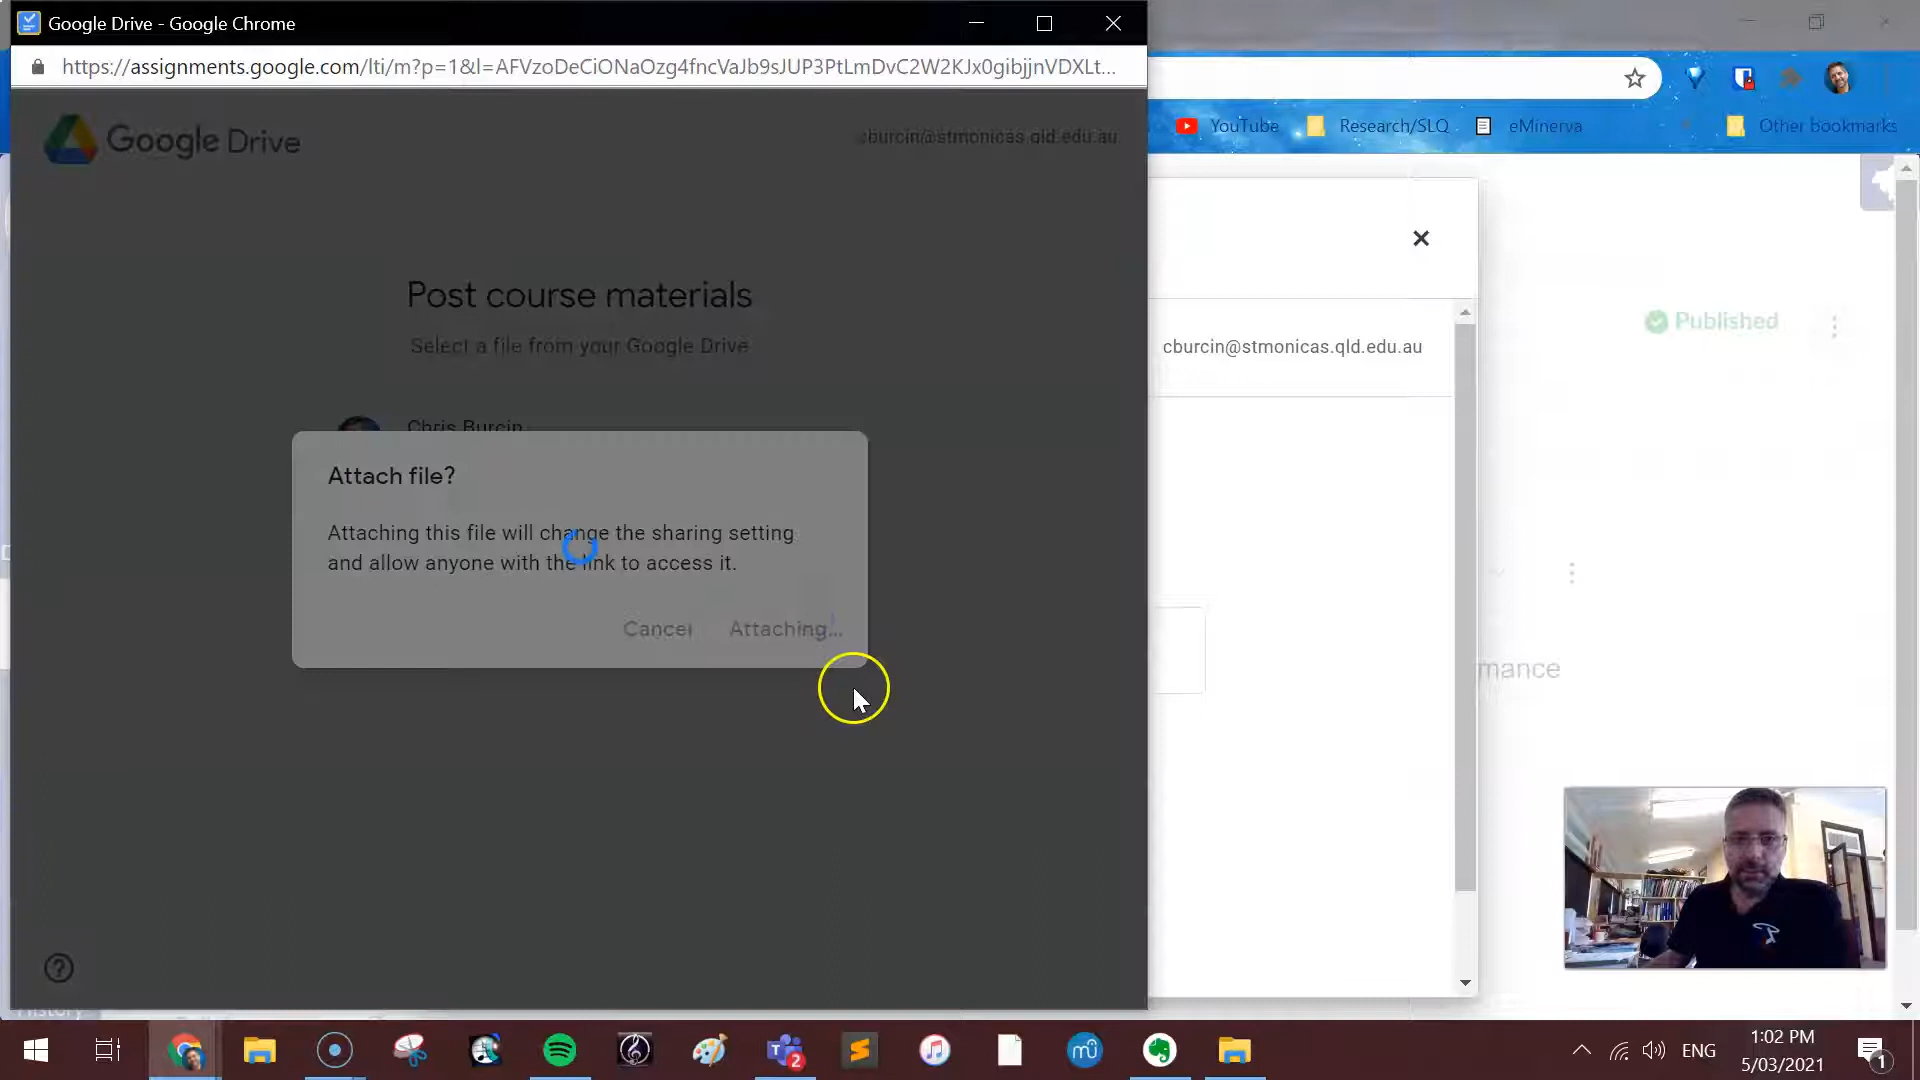 Google Drive - Google Chrome
https://assignments.google.com/lti/m?p=1&l=AFVzoDeCiONaOzg4fncVaJb9sJUP3PtLmDvC2W2KJx0gibjjnVDXLt...
YouTube
Research/SLQ
eMinerva
Other bookmarks
Google Drive
cburcin@stmonicas.qld.edu.au
Post course materials
Select a file from your Google Drive
Chris Burcin
Attach file?
Attaching this file will change the sharing setting
and allow anyone with the link to access it.
Cancel
Attaching...
cburcin@stmonicas.qld.edu.au
Published
mance
History
2
ENG
1:02 PM
5/03/2021
1